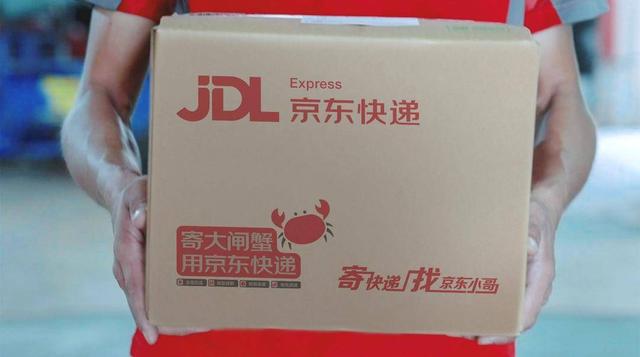 JDL
Express
京东快递
寄大闸蟹
用京东快递
寄快递 找京东小哥